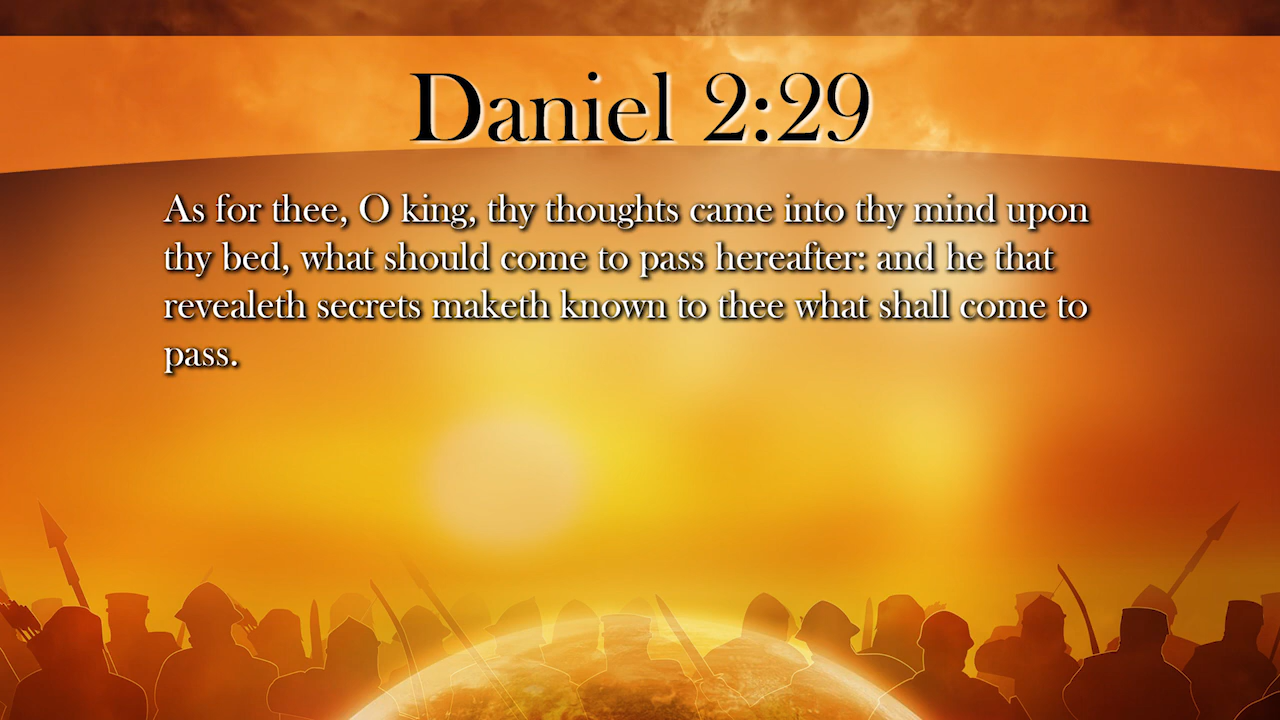 Daniel 2:29
As for thee, O king, thy thoughts came into thy mind upon
thy bed, what should come to pass hereafter: and he that
revealeth secrets maketh known to thee what shall come to
pass.